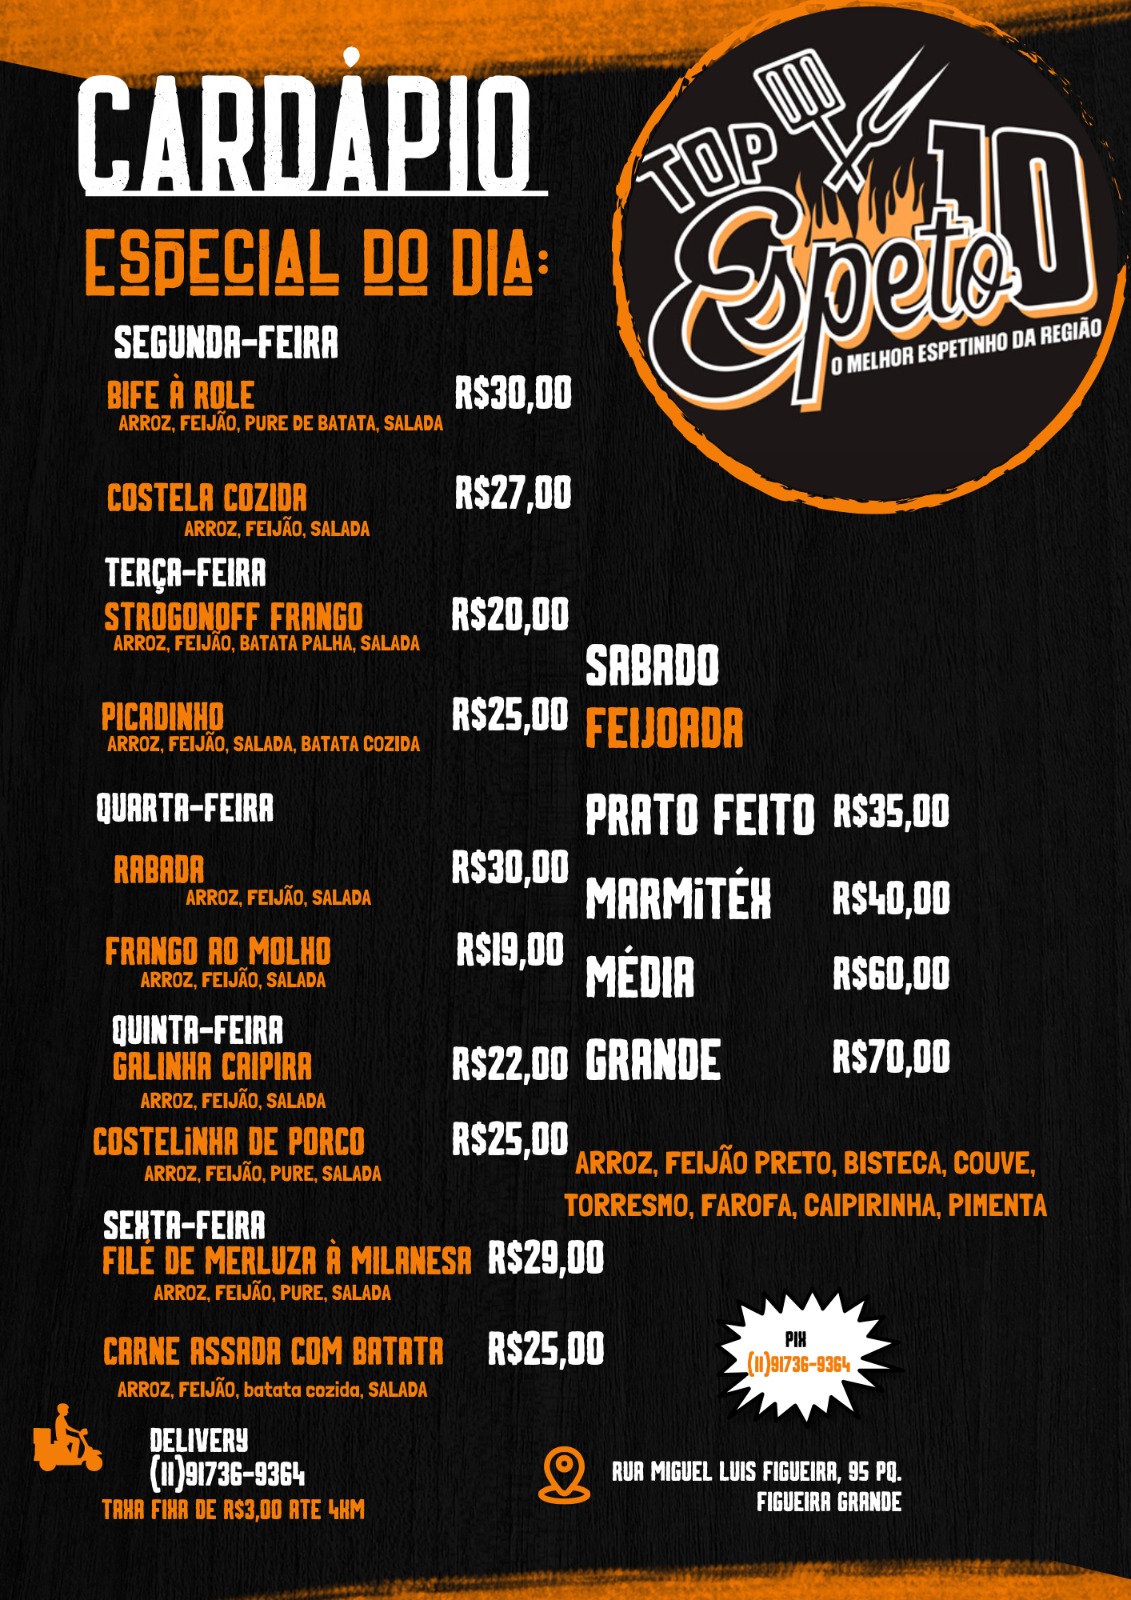 CARDÁPIO
ESPECIAL DO DIA:
TOP
Espeto 10
O MELHOR ESPETINHO DA REGIÃO
SEGUNDA-FEIRA
BIFE À ROLE R$30,00
ARROZ, FEIJÃO, PURE DE BATATA, SALADA
COSTELA COZIDA R$27,00
ARROZ, FEIJÃO, SALADA
TERÇA-FEIRA
STROGONOFF FRANGO R$20,00
ARROZ, FEIJÃO, BATATA PALHA, SALADA
PICADINHO R$25,00
ARROZ, FEIJÃO, SALADA, BATATA COZIDA
QUARTA-FEIRA
RABADA R$30,00
ARROZ, FEIJÃO, SALADA
FRANGO AO MOLHO R$19,00
ARROZ, FEIJÃO, SALADA
QUINTA-FEIRA
GALINHA CAIPIRA R$22,00
ARROZ, FEIJÃO, SALADA
COSTELiNHA DE PORCO R$25,00
ARROZ, FEIJÃO, PURE, SALADA
SEXTA-FEIRA
FILÉ DE MERLUZA À MILANESA R$29,00
ARROZ, FEIJÃO, PURE, SALADA
CARNE ASSADA COM BATATA R$25,00
ARROZ, FEIJÃO, batata cozida, SALADA
SABADO
FEIJOADA
PRATO FEITO R$35,00
MARMiTÉX R$40,00
MÉDIA R$60,00
GRANDE R$70,00
ARROZ, FEIJÃO PRETO, BISTECA, COUVE,
TORRESMO, FAROFA, CAIPIRINHA, PIMENTA
PIX
(11)91736-9364
DELIVERY
(11)91736-9364
TAXA FIXA DE R$3,00 ATE 4KM
RUA MIGUEL LUIS FIGUEIRA, 95 PQ.
FIGUEIRA GRANDE